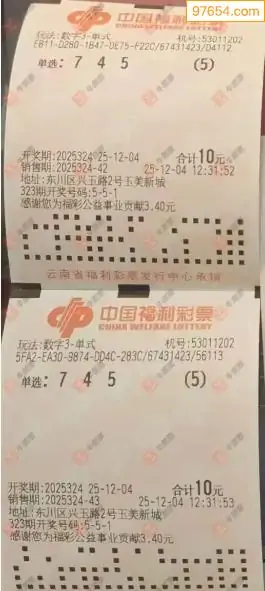 97654.com
中国福利彩票
CHINA WELFARE LOTTERY
玩法:数字3-单式 机号:53011202
EB11-D280-1B47-DE75-F22C/67431423/D4112
单选: 7 4 5 (5)
开奖期:2025324 25-12-04 合计10元
销售期:2025324-42 25-12-04 12:31:52
地址:东川区兴玉路2号玉美新城
323期开奖号码:5-5-1
感谢您为福彩公益事业贡献3.40元
云南省福利彩票发行中心承销
中国福利彩票
CHINA WELFARE LOTTERY
玩法:数字3-单式 机号:53011202
5FA2-EA30-9874-DD4C-283C/67431423/56113
单选: 7 4 5 (5)
开奖期:2025324 25-12-04 合计10元
销售期:2025324-43 25-12-04 12:31:53
地址:东川区兴玉路2号玉美新城
323期开奖号码:5-5-1
感谢您为福彩公益事业贡献3.40元